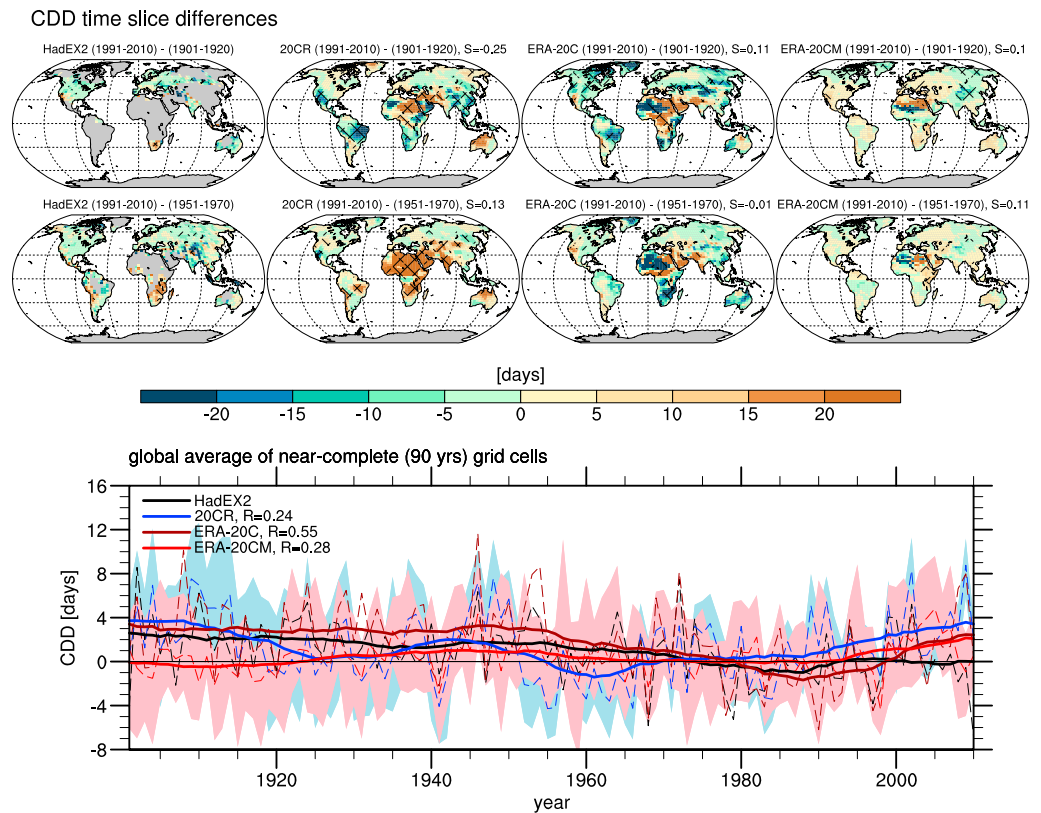 CDD time slice differences
HadEX2 (1991-2010) - (1901-1920)
20CR (1991-2010) - (1901-1920), S=-0.25
ERA-20C (1991-2010) - (1901-1920), S=0.11
ERA-20CM (1991-2010) - (1901-1920), S=0.1
HadEX2 (1991-2010) - (1951-1970)
20CR (1991-2010) - (1951-1970), S=0.13
ERA-20C (1991-2010) - (1951-1970), S=-0.01
ERA-20CM (1991-2010) - (1951-1970), S=0.11
[days]
-20 -15 -10 -5 0 5 10 15 20
global average of near-complete (90 yrs) grid cells
HadEX2
20CR, R=0.24
ERA-20C, R=0.55
ERA-20CM, R=0.28
CDD [days]
16
12
8
4
0
-4
-8
1920 1940 1960 1980 2000
year